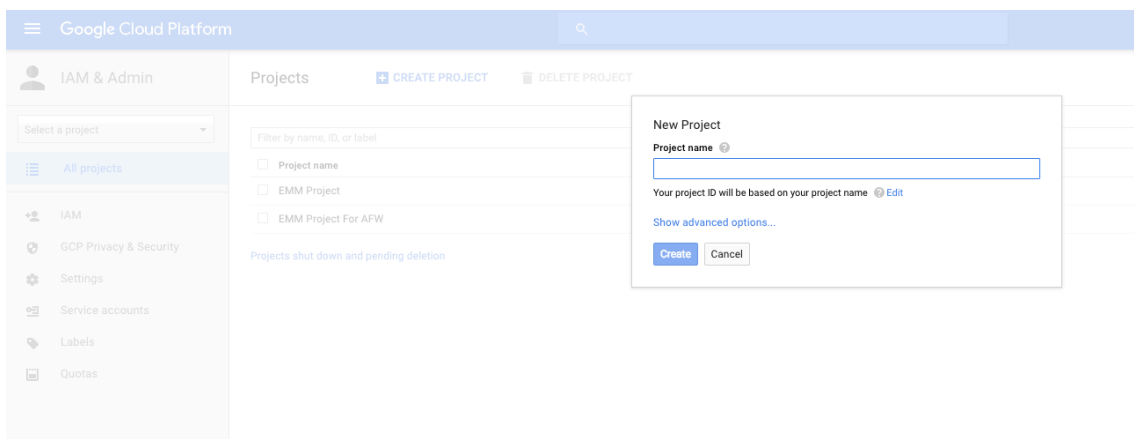 Google Cloud Platform
IAM & Admin
Projects
CREATE PROJECT
DELETE PROJECT
Select a project
All projects
IAM
GCP Privacy & Security
Settings
Service accounts
Labels
Quotas
Filter by name, ID, or label
Project name
EMM Project
EMM Project For AFW
Projects shut down and pending deletion
New Project
Project name
Your project ID will be based on your project name Edit
Show advanced options...
Create Cancel